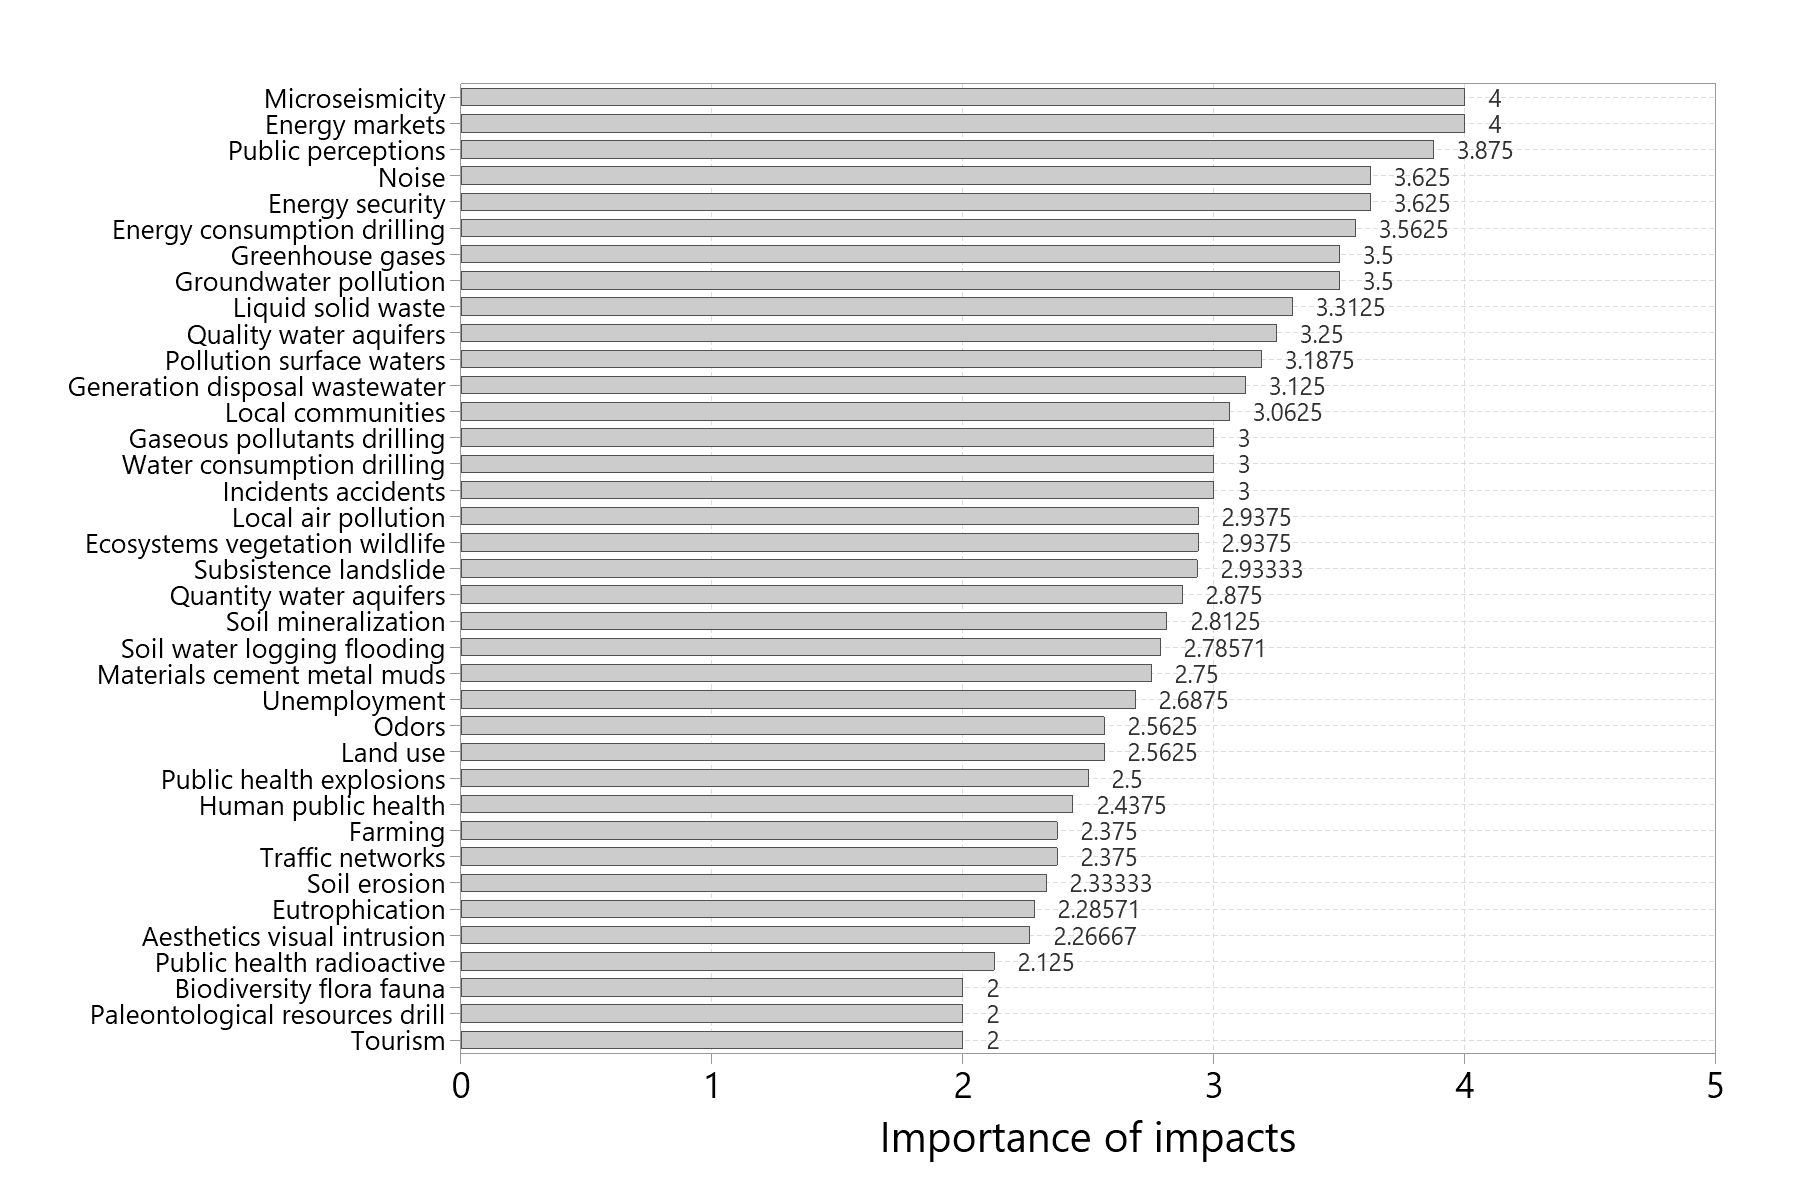 Microseismicity 4
Energy markets 4
Public perceptions 3.875
Noise 3.625
Energy security 3.625
Energy consumption drilling 3.5625
Greenhouse gases 3.5
Groundwater pollution 3.5
Liquid solid waste 3.3125
Quality water aquifers 3.25
Pollution surface waters 3.1875
Generation disposal wastewater 3.125
Local communities 3.0625
Gaseous pollutants drilling 3
Water consumption drilling 3
Incidents accidents 3
Local air pollution 2.9375
Ecosystems vegetation wildlife 2.9375
Subsistence landslide 2.93333
Quantity water aquifers 2.875
Soil mineralization 2.8125
Soil water logging flooding 2.78571
Materials cement metal muds 2.75
Unemployment 2.6875
Odors 2.5625
Land use 2.5625
Public health explosions 2.5
Human public health 2.4375
Farming 2.375
Traffic networks 2.375
Soil erosion 2.33333
Eutrophication 2.28571
Aesthetics visual intrusion 2.26667
Public health radioactive 2.125
Biodiversity flora fauna 2
Paleontological resources drill 2
Tourism 2
0 1 2 3 4 5
Importance of impacts